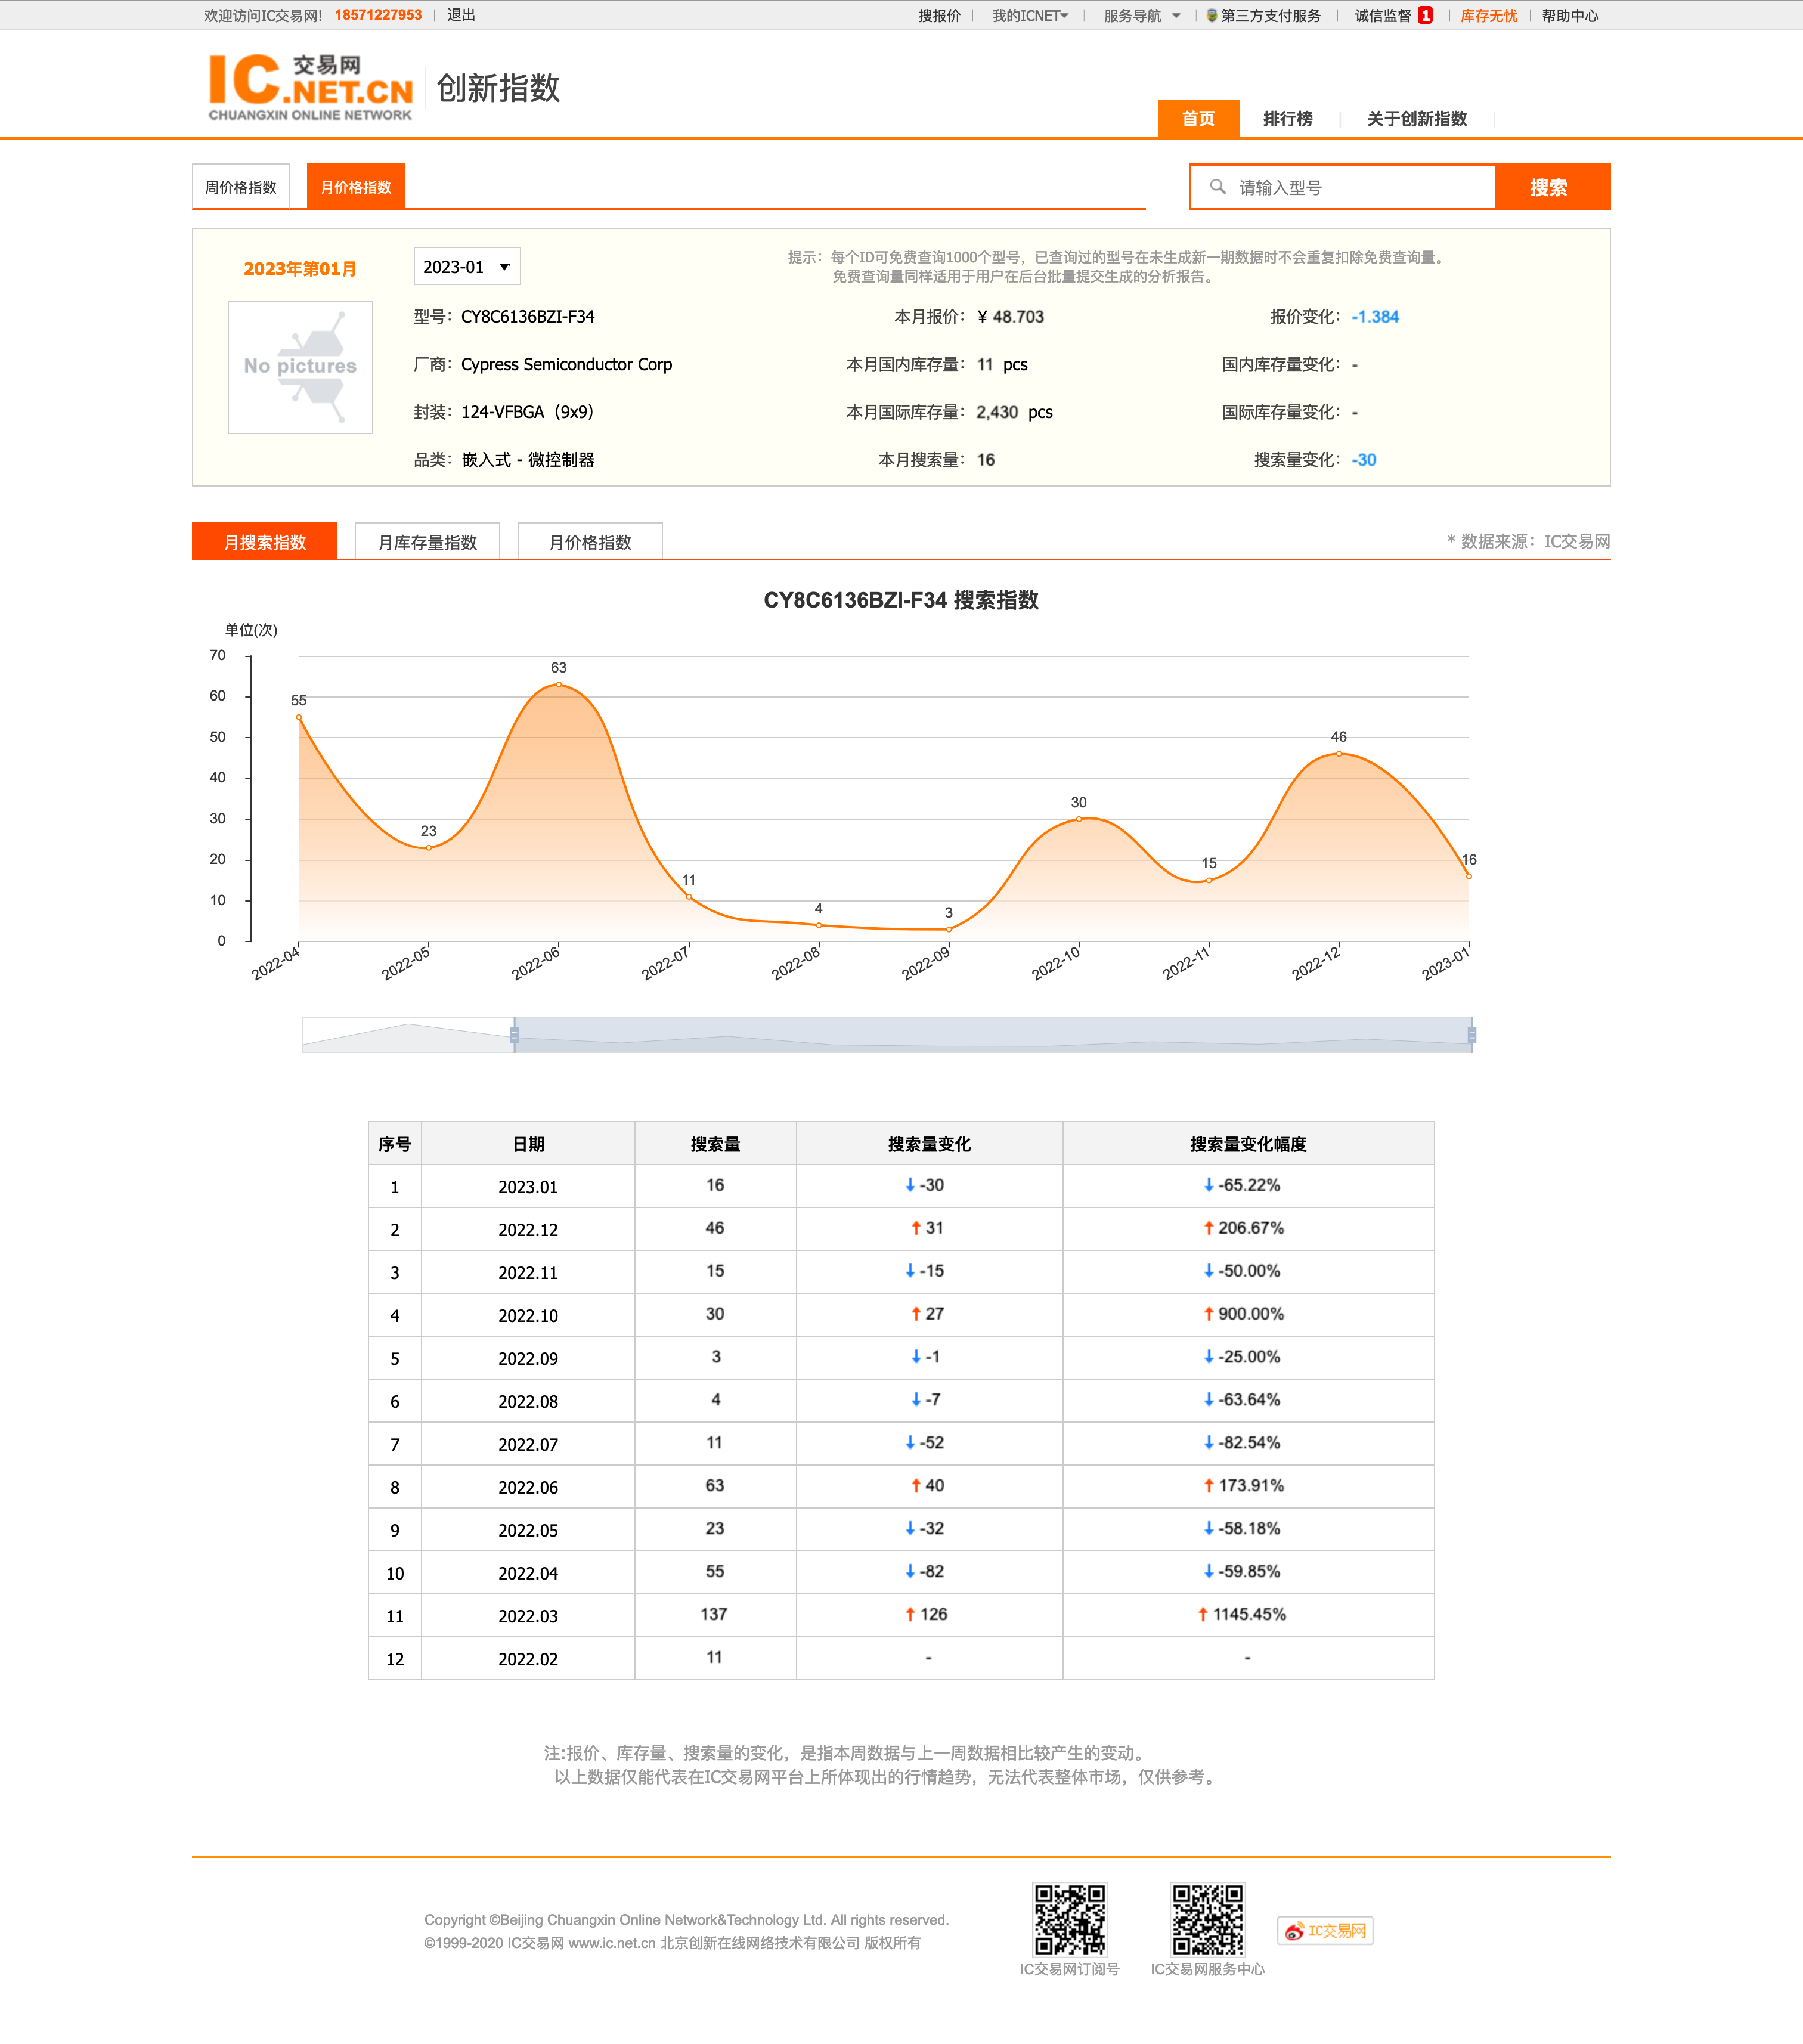 欢迎访问IC交易网! 18571227953 | 退出 搜报价 | 我的ICNET | 服务导航 | 第三方支付服务 | 诚信监督 1 | 库存无忧 | 帮助中心
IC 交易网 .NET.CN
CHUANGXIN ONLINE NETWORK
创新指数
首页 排行榜 关于创新指数
周价格指数 月价格指数 请输入型号 搜索
2023年第01月 2023-01 ▼ 提示：每个ID可免费查询1000个型号，已查询过的型号在未生成新一期数据时不会重复扣除免费查询量。
免费查询量同样适用于用户在后台批量提交生成的分析报告。
No pictures
型号：CY8C6136BZI-F34 本月报价：¥ 48.703 报价变化：-1.384
厂商：Cypress Semiconductor Corp 本月国内库存量：11 pcs 国内库存量变化：-
封装：124-VFBGA（9x9） 本月国际库存量：2,430 pcs 国际库存量变化：-
品类：嵌入式 - 微控制器 本月搜索量：16 搜索量变化：-30
月搜索指数 月库存量指数 月价格指数 * 数据来源：IC交易网
CY8C6136BZI-F34 搜索指数
单位(次)
70
60
50
40
30
20
10
0
55
23
63
11
4
3
30
15
46
16
2022-04 2022-05 2022-06 2022-07 2022-08 2022-09 2022-10 2022-11 2022-12 2023-01
序号 日期 搜索量 搜索量变化 搜索量变化幅度
1 2023.01 16 ↓ -30 ↓ -65.22%
2 2022.12 46 ↑ 31 ↑ 206.67%
3 2022.11 15 ↓ -15 ↓ -50.00%
4 2022.10 30 ↑ 27 ↑ 900.00%
5 2022.09 3 ↓ -1 ↓ -25.00%
6 2022.08 4 ↓ -7 ↓ -63.64%
7 2022.07 11 ↓ -52 ↓ -82.54%
8 2022.06 63 ↑ 40 ↑ 173.91%
9 2022.05 23 ↓ -32 ↓ -58.18%
10 2022.04 55 ↓ -82 ↓ -59.85%
11 2022.03 137 ↑ 126 ↑ 1145.45%
12 2022.02 11 - -
注:报价、库存量、搜索量的变化，是指本周数据与上一周数据相比较产生的变动。
以上数据仅能代表在IC交易网平台上所体现出的行情趋势，无法代表整体市场，仅供参考。
Copyright ©Beijing Chuangxin Online Network&Technology Ltd. All rights reserved.
©1999-2020 IC交易网 www.ic.net.cn 北京创新在线网络技术有限公司 版权所有
IC交易网订阅号
IC交易网服务中心
IC交易网